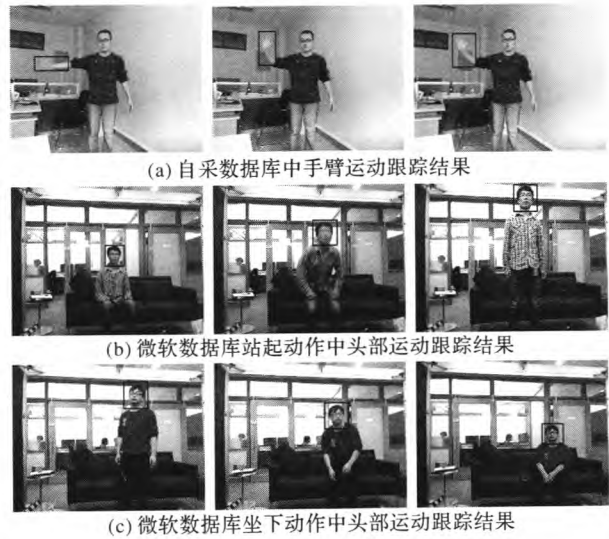 (a) 自采数据库中手臂运动跟踪结果
(b) 微软数据库站起动作中头部运动跟踪结果
(c) 微软数据库坐下动作中头部运动跟踪结果